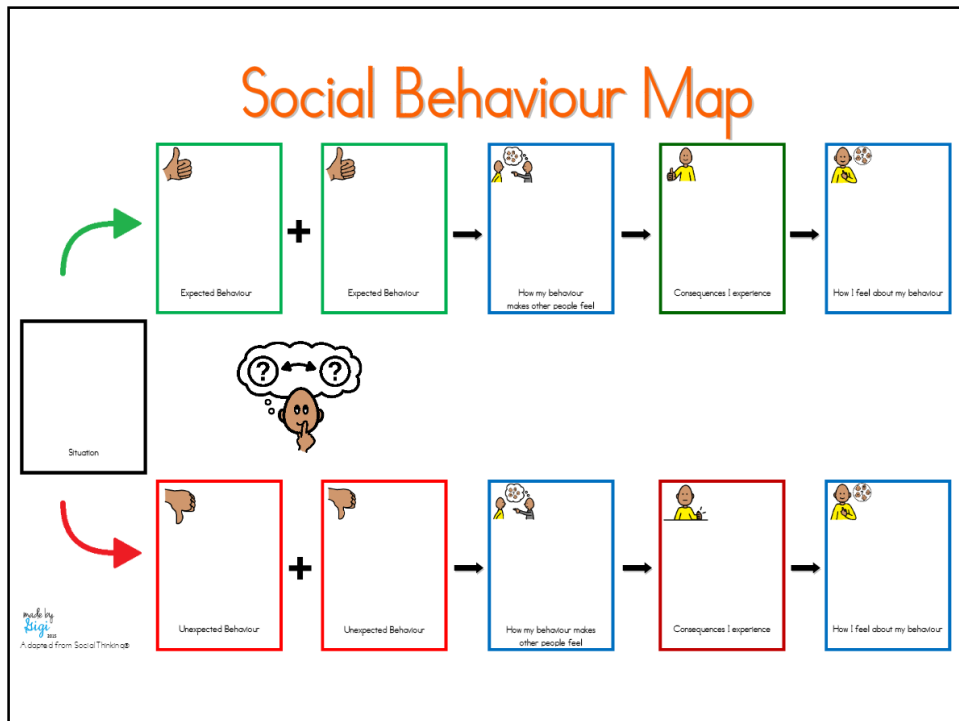 Social Behaviour Map
Expected Behaviour
Expected Behaviour
How my behaviour
makes other people feel
Consequences I experience
How I feel about my behaviour
? ?
Situation
Unexpected Behaviour
Unexpected Behaviour
How my behaviour makes
other people feel
Consequences I experience
How I feel about my behaviour
made by
Gigi 2023
Adapted from Social Thinking®